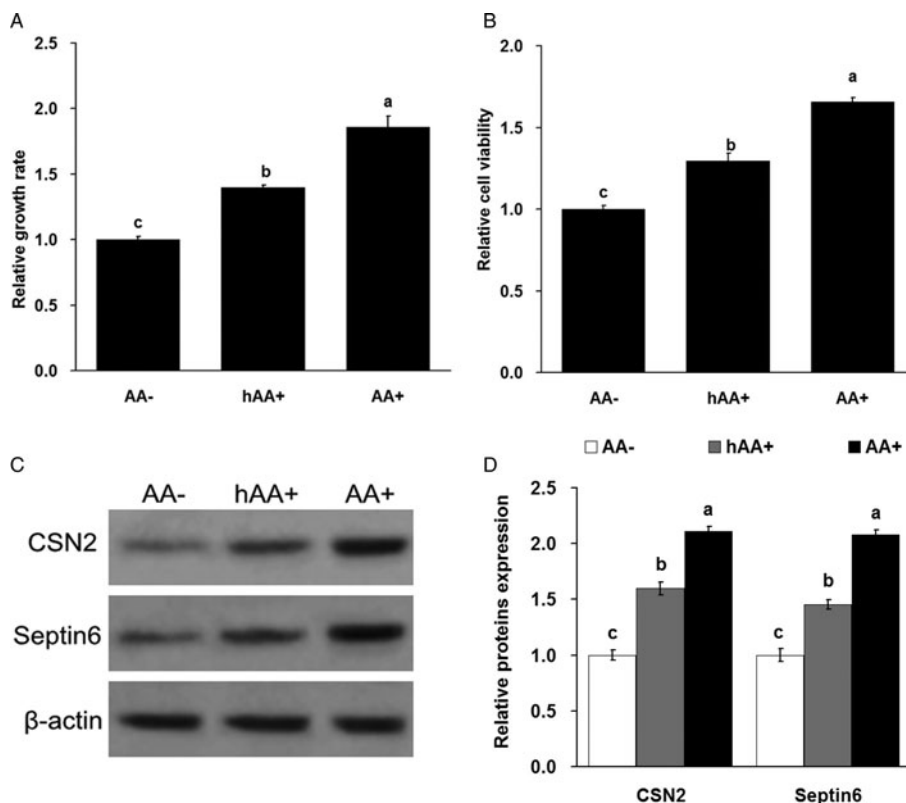 A
Relative growth rate
2.5
2.0
1.5
1.0
0.5
0.0
c
b
a
AA-
hAA+
AA+
B
Relative cell viability
2.0
1.5
1.0
0.5
0.0
c
b
a
AA-
hAA+
AA+
C
AA- hAA+ AA+
CSN2
Septin6
β-actin
D
AA- hAA+ AA+
Relative proteins expression
2.5
2.0
1.5
1.0
0.5
0.0
c
b
a
c
b
a
CSN2
Septin6